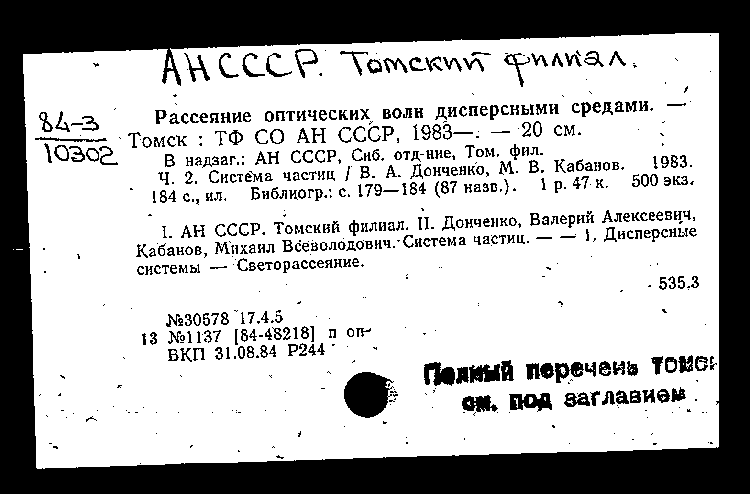 АН СССР. Томский филиал.
84-3
10302
Рассеяние оптических волн дисперсными средами. —
Томск : ТФ СО АН СССР, 1983—. — 20 см.
В надзаг.: АН СССР, Сиб. отд-ние, Том. фил.
Ч. 2. Система частиц / В. А. Донченко, М. В. Кабанов. 1983.
184 с., ил. Библиогр.: с. 179—184 (87 назв.). 1 р. 47 к. 500 экз.
I. АН СССР. Томский филиал. II. Донченко, Валерий Алексеевич,
Кабанов, Михаил Всеволодович. Система частиц. — — 1. Дисперсные
системы — Светорассеяние.
535.3
№30578 17.4.5
13 №1137 [84-48218] п оп-
ВКП 31.08.84 Р244
Полный перечень томов
см. под заглавием